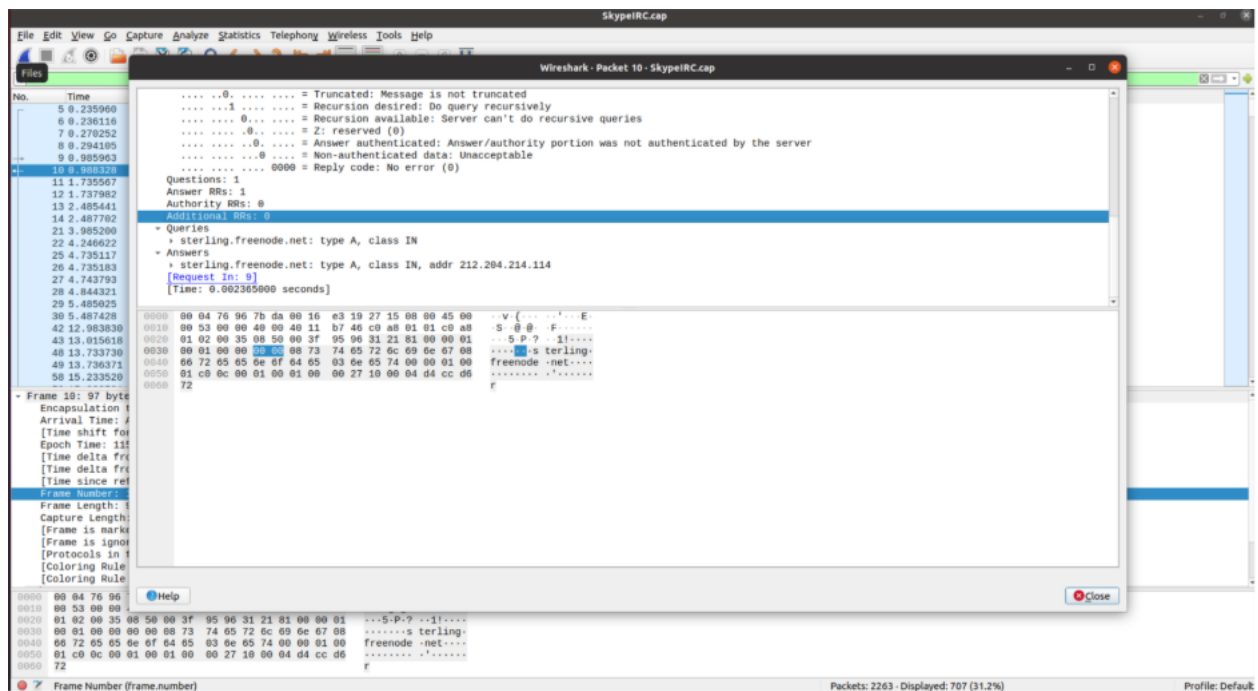 SkypeIRC.cap
File Edit View Go Capture Analyze Statistics Telephony Wireless Tools Help
Files
Wireshark · Packet 10 · SkypeIRC.cap
No. Time
5 0.235960
6 0.236116
7 0.270252
8 0.294105
9 0.985963
10 0.988328
11 1.735567
12 1.737982
13 2.485441
14 2.487702
21 3.985200
22 4.246622
25 4.735117
26 4.735183
27 4.743793
28 4.844321
29 5.485025
30 5.487428
42 12.983830
43 13.015618
48 13.733730
49 13.736371
58 15.233520
.... ..0. .... .... = Truncated: Message is not truncated
.... ...1 .... .... = Recursion desired: Do query recursively
.... .... 0... .... = Recursion available: Server can't do recursive queries
.... .... .0.. .... = Z: reserved (0)
.... .... ..0. .... = Answer authenticated: Answer/authority portion was not authenticated by the server
.... .... ...0 .... = Non-authenticated data: Unacceptable
.... .... .... 0000 = Reply code: No error (0)
Questions: 1
Answer RRs: 1
Authority RRs: 0
Additional RRs: 0
Queries
sterling.freenode.net: type A, class IN
Answers
sterling.freenode.net: type A, class IN, addr 212.204.214.114
[Request In: 9]
[Time: 0.002365000 seconds]
0000 00 04 76 96 7b da 00 16 e3 19 27 15 08 00 45 00 ··v·{··· ··'···E·
0010 00 53 00 00 40 00 40 11 b7 46 c0 a8 01 01 c0 a8 ·S··@·@· ·F······
0020 01 02 00 35 08 50 00 3f 95 96 31 21 81 00 00 01 ···5·P·? ··1!····
0030 00 01 00 00 00 00 08 73 74 65 72 6c 69 6e 67 08 ·······s terling·
0040 66 72 65 65 6e 6f 64 65 03 6e 65 74 00 00 01 00 freenode ·net····
0050 01 c0 0c 00 01 00 01 00 00 27 10 00 04 d4 cc d6 ········ ·'······
0060 72 r
Help
Close
Frame 10: 97 byte
Encapsulation
Arrival Time:
[Time shift for
Epoch Time: 115
[Time delta fro
[Time delta fro
[Time since ref
Frame Number:
Frame Length:
Capture Length:
[Frame is marke
[Frame is ignor
[Protocols in
[Coloring Rule
[Coloring Rule
0000 00 04 76 96
0010 00 53 00 00
0020 01 02 00 35 08 50 00 3f 95 96 31 21 81 00 00 01 ···5·P·? ··1!····
0030 00 01 00 00 00 00 08 73 74 65 72 6c 69 6e 67 08 ·······s terling·
0040 66 72 65 65 6e 6f 64 65 03 6e 65 74 00 00 01 00 freenode ·net····
0050 01 c0 0c 00 01 00 01 00 00 27 10 00 04 d4 cc d6 ········ ·'······
0060 72 r
Frame Number (frame.number)
Packets: 2263 · Displayed: 707 (31.2%)
Profile: Default